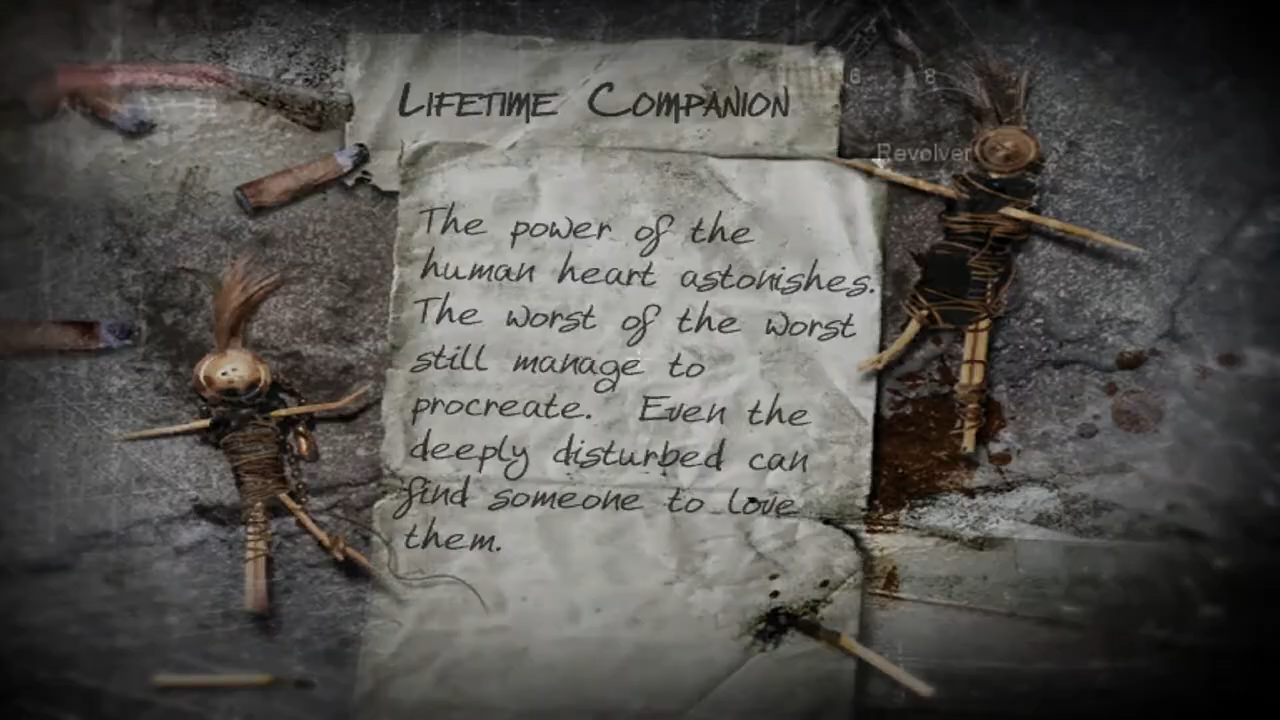 Lifetime Companion
6 8
Revolver
The power of the
human heart astonishes.
The worst of the worst
still manage to
procreate. Even the
deeply disturbed can
find someone to love
them.